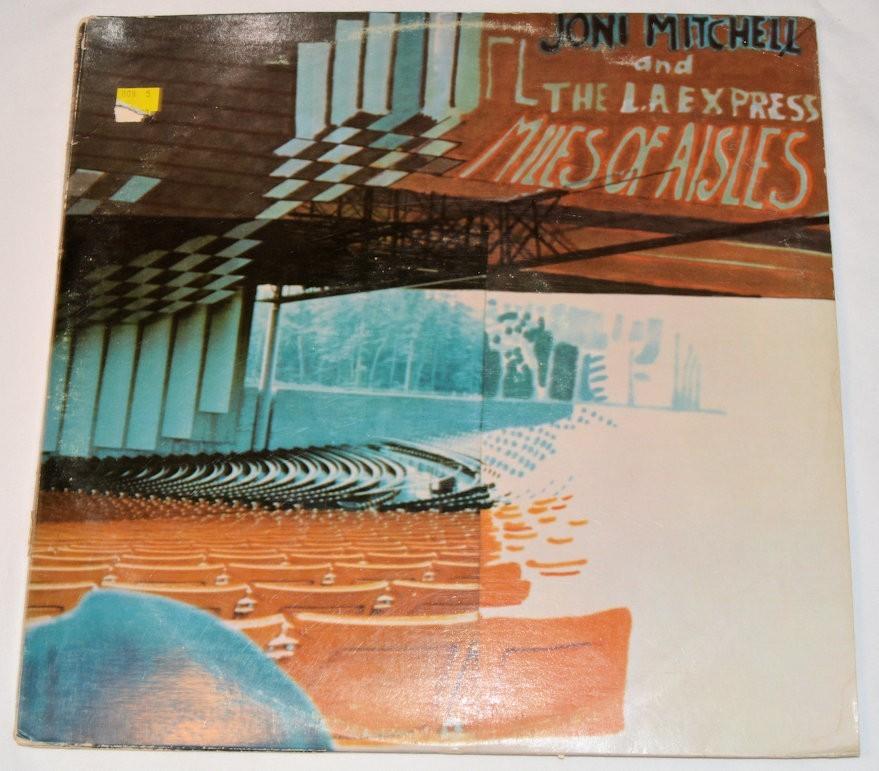 JONI MITCHELL
and
THE L.A EXPRESS
MILES OF AISLES